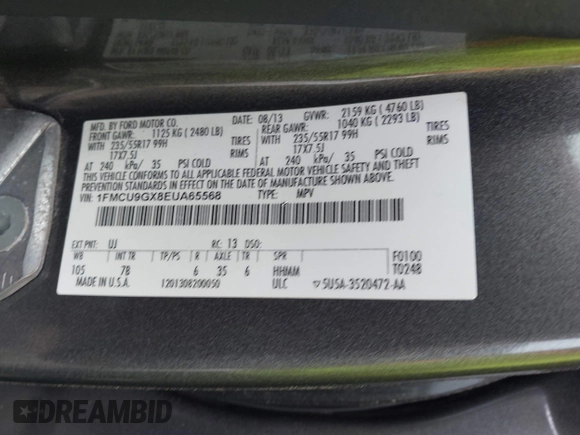 MFD. BY FORD MOTOR CO.
DATE: 08/13 GVWR: 2159 KG ( 4760 LB)
FRONT GAWR: 1125 KG ( 2480 LB) REAR GAWR: 1040 KG ( 2293 LB)
WITH 235/55R17 99H TIRES WITH 235/55R17 99H TIRES
17X7.5J RIMS 17X7.5J RIMS
AT 240 kPa/ 35 PSI COLD AT 240 kPa/ 35 PSI COLD
THIS VEHICLE CONFORMS TO ALL APPLICABLE FEDERAL MOTOR VEHICLE SAFETY AND
THEFT PREVENTION STANDARDS IN EFFECT ON THE DATE OF MANUFACTURE SHOWN ABOVE.
VIN: 1FMCU9GX8EUA65568 TYPE: MPV
EXT PNT: UJ RC: 13 DSO: F0100
WB INT TR TP/PS R AXLE TR SPR T0248
105 7B 6 35 6 HHMM
MADE IN U.S.A. 1201308200050 ULC 5U5A-3520472-AA
DREAMBID